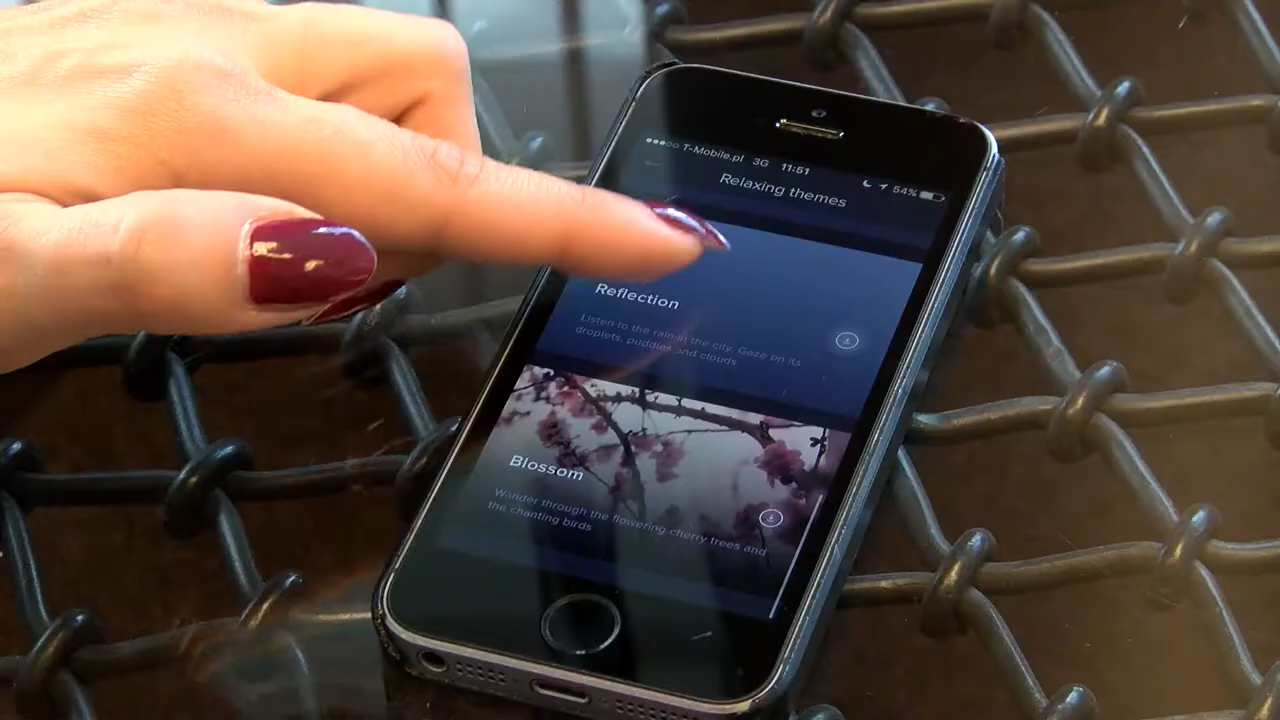 T-Mobile.pl 3G 11:51 54%
Relaxing themes
Reflection
Listen to the rain in the city. Gaze on its
droplets, puddles and clouds
Blossom
Wander through the flowering cherry trees and
the chanting birds